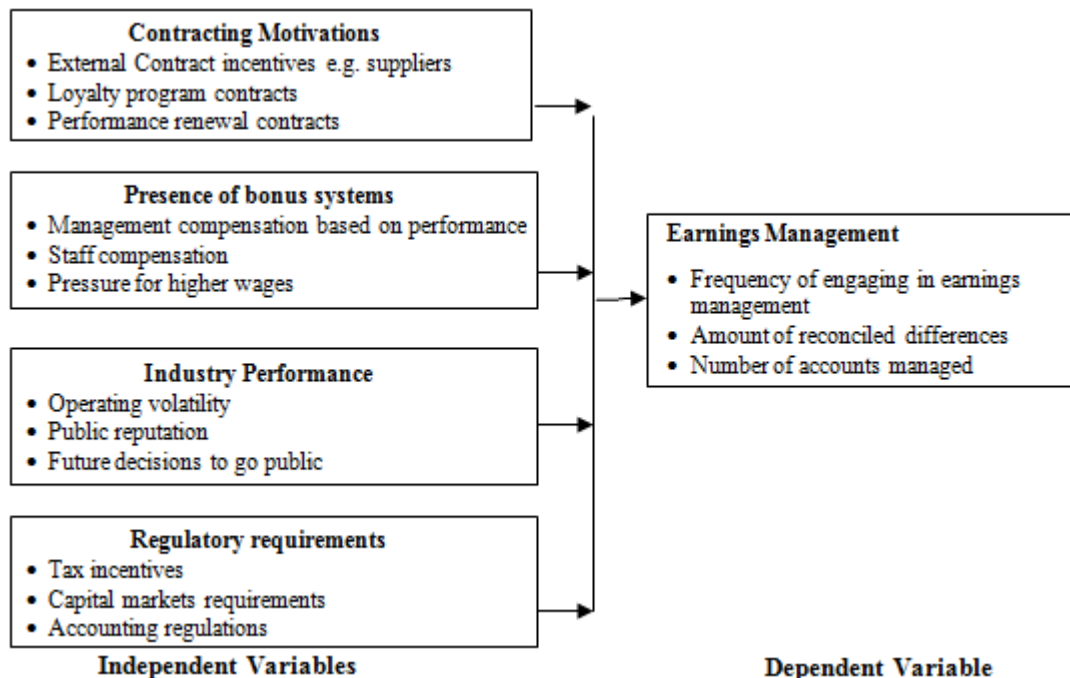 Contracting Motivations
• External Contract incentives e.g. suppliers
• Loyalty program contracts
• Performance renewal contracts
Presence of bonus systems
• Management compensation based on performance
• Staff compensation
• Pressure for higher wages
Industry Performance
• Operating volatility
• Public reputation
• Future decisions to go public
Regulatory requirements
• Tax incentives
• Capital markets requirements
• Accounting regulations
Independent Variables
Earnings Management
• Frequency of engaging in earnings
management
• Amount of reconciled differences
• Number of accounts managed
Dependent Variable